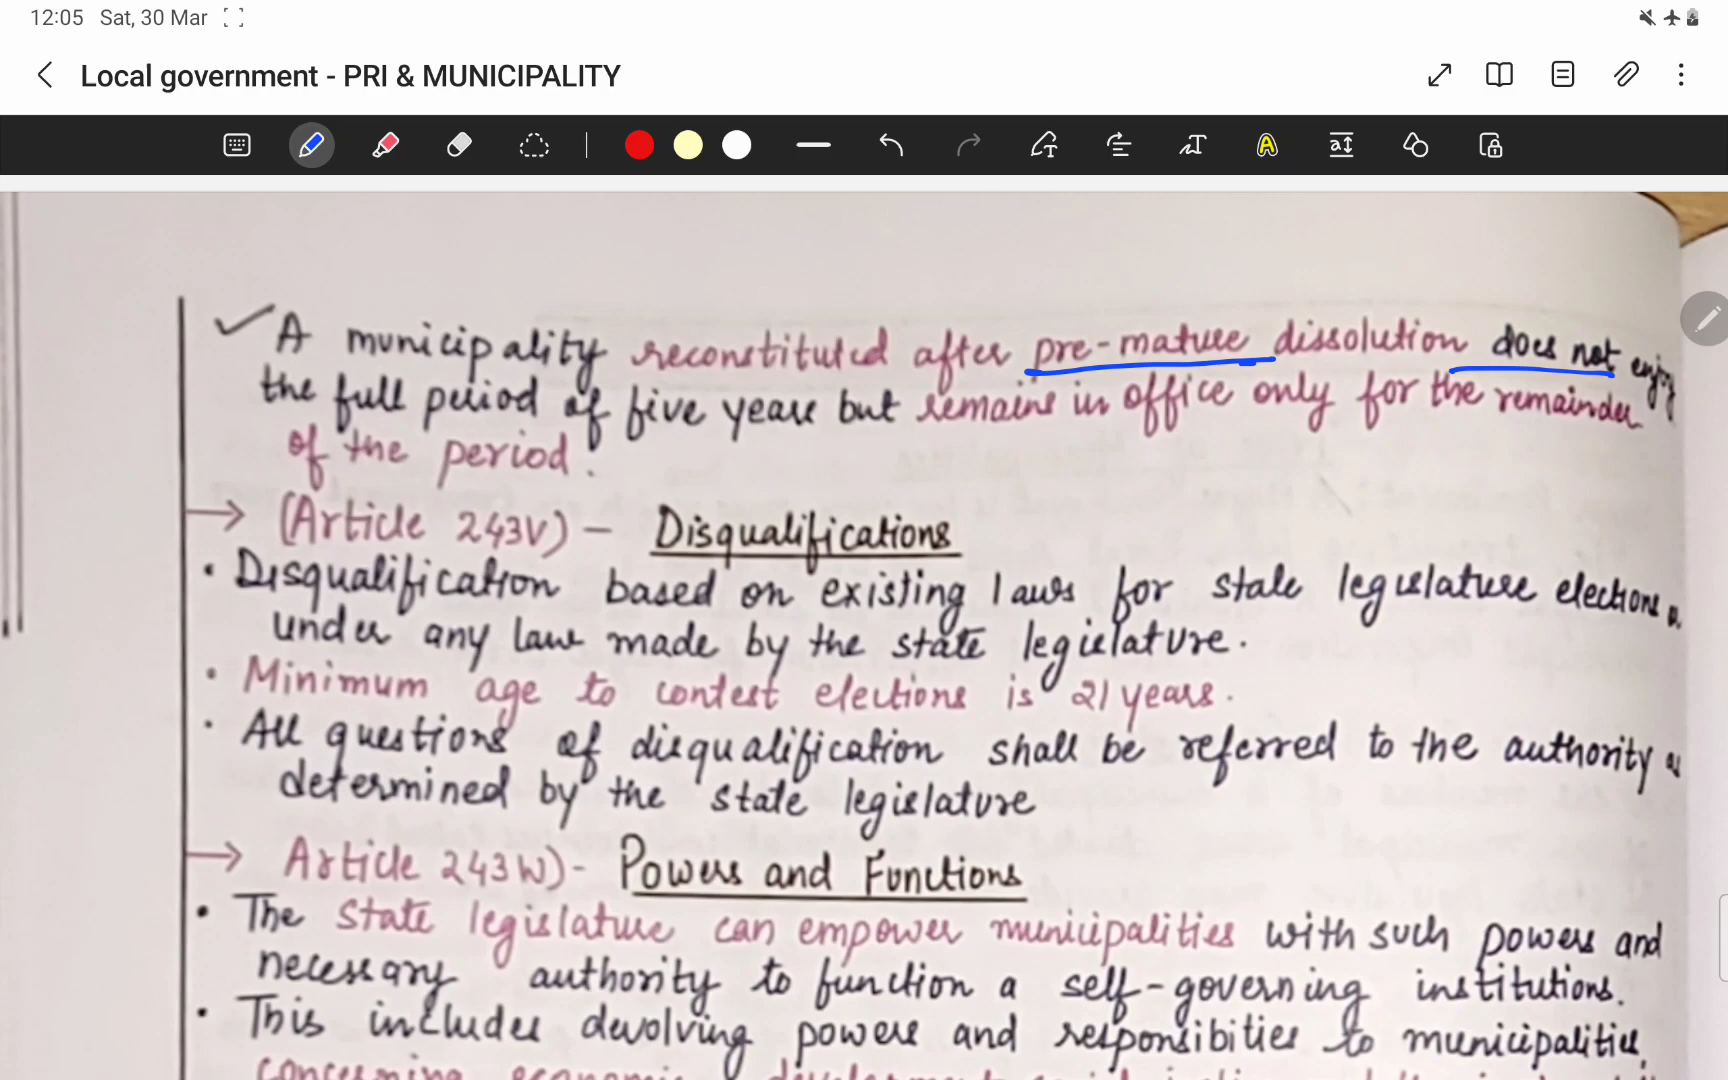 12:05 Sat, 30 Mar
Local government - PRI & MUNICIPALITY
A municipality reconstituted after pre-mature dissolution does not enjoy
the full period of five years but remains in office only for the remainder
of the period.
(Article 243V) - Disqualifications
• Disqualification based on existing laws for state legislature elections
under any law made by the state legislature.
• Minimum age to contest elections is 21 years.
• All questions of disqualification shall be referred to the authority
determined by the state legislature
Article 243W)- Powers and Functions
• The state legislature can empower municipalities with such powers and
necessary authority to function a self-governing institutions.
• This includes devolving powers and responsibities to municipalities,
concerning economic development